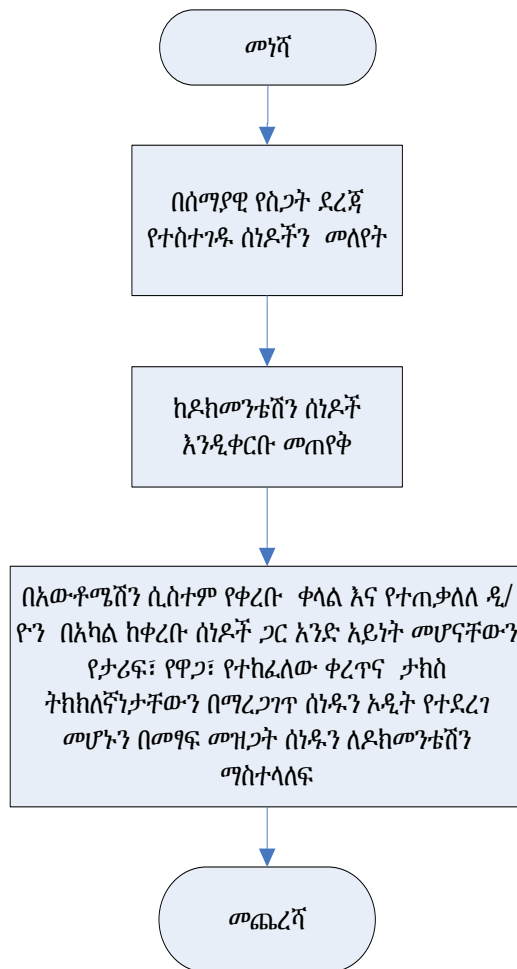 መነሻ
በሰማያዊ የስጋት ደረጃ
የተስተገዱ ሰነዶችን መለየት
ከዶክመንቴሽን ሰነዶች
እንዲቀርቡ መጠየቅ
በአውቶሜሽን ሲስተም የቀረቡ ቀላል እና የተጠቃለለ ዲ/
ዮን በአካል ከቀረቡ ሰነዶች ጋር አንድ አይነት መሆናቸውን
የታሪፍ፣ የዋጋ፣ የተከፈለው ቀረጥና ታክስ
ትክክለኛነታቸውን በማረጋገጥ ሰነዱን ኦዲት የተደረገ
መሆኑን በመፃፍ መዝጋት ሰነዱን ለዶክመንቴሽን
ማስተላለፍ
መጨረሻ